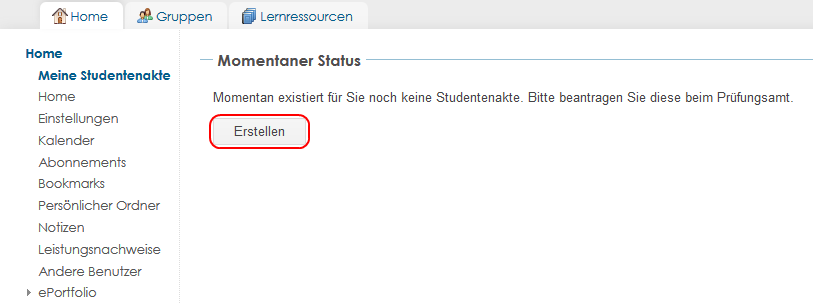 Home Gruppen Lernressourcen
Home
Meine Studentenakte
Home
Einstellungen
Kalender
Abonnements
Bookmarks
Persönlicher Ordner
Notizen
Leistungsnachweise
Andere Benutzer
ePortfolio
Momentaner Status
Momentan existiert für Sie noch keine Studentenakte. Bitte beantragen Sie diese beim Prüfungsamt.
Erstellen